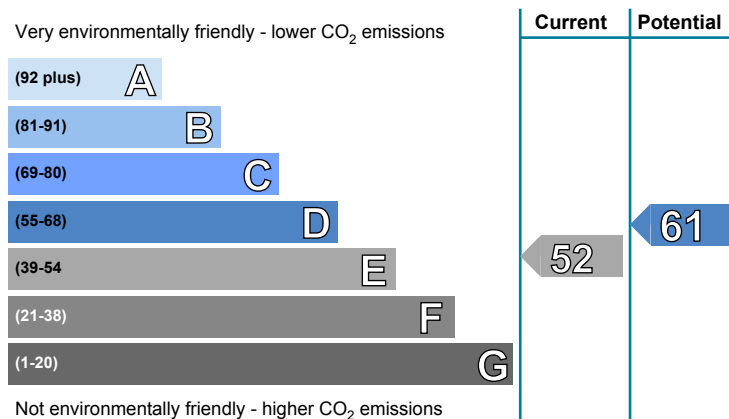 Current Potential
Very environmentally friendly - lower CO2 emissions
(92 plus) A
(81-91) B
(69-80) C
(55-68) D
61
(39-54 E
52
(21-38) F
(1-20) G
Not environmentally friendly - higher CO2 emissions